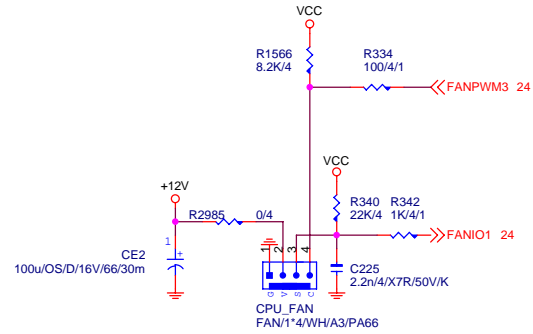 VCC
R1566
8.2K/4
R334
100/4/1
FANPWM3 24
VCC
+12V
R2985 0/4
R340
22K/4
R342
1K/4/1
FANIO1 24
1
+
CE2
100u/OS/D/16V/66/30m
1 2 3 4
G V S C
C225
2.2n/4/X7R/50V/K
CPU_FAN
FAN/1*4/WH/A3/PA66